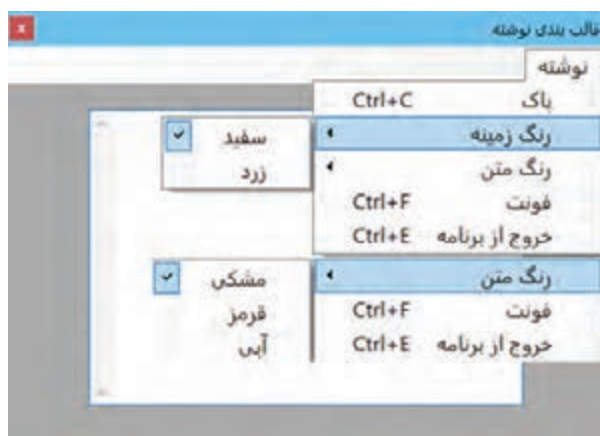 قالب بندی نوشته
نوشته
پاک Ctrl+C
رنگ زمینه
سفید
رنگ متن
زرد
فونت Ctrl+F
خروج از برنامه Ctrl+E
رنگ متن
مشکی
فونت Ctrl+F
قرمز
خروج از برنامه Ctrl+E
آبی